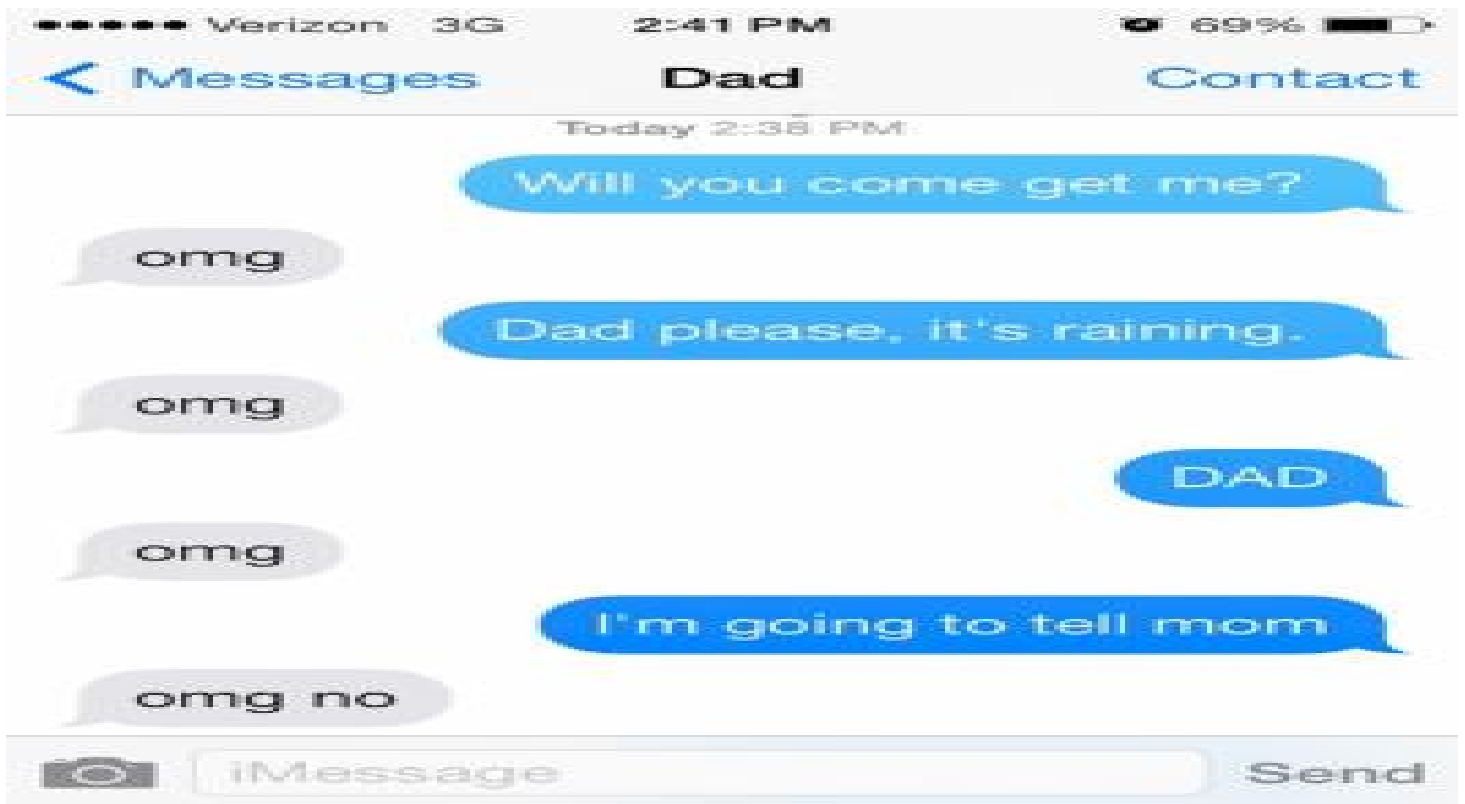 Verizon 3G 2:41 PM 69%
Messages Dad Contact
Today 2:38 PM
Will you come get me?
omg
Dad please, it's raining.
omg
DAD
omg
I'm going to tell mom
omg no
iMessage Send